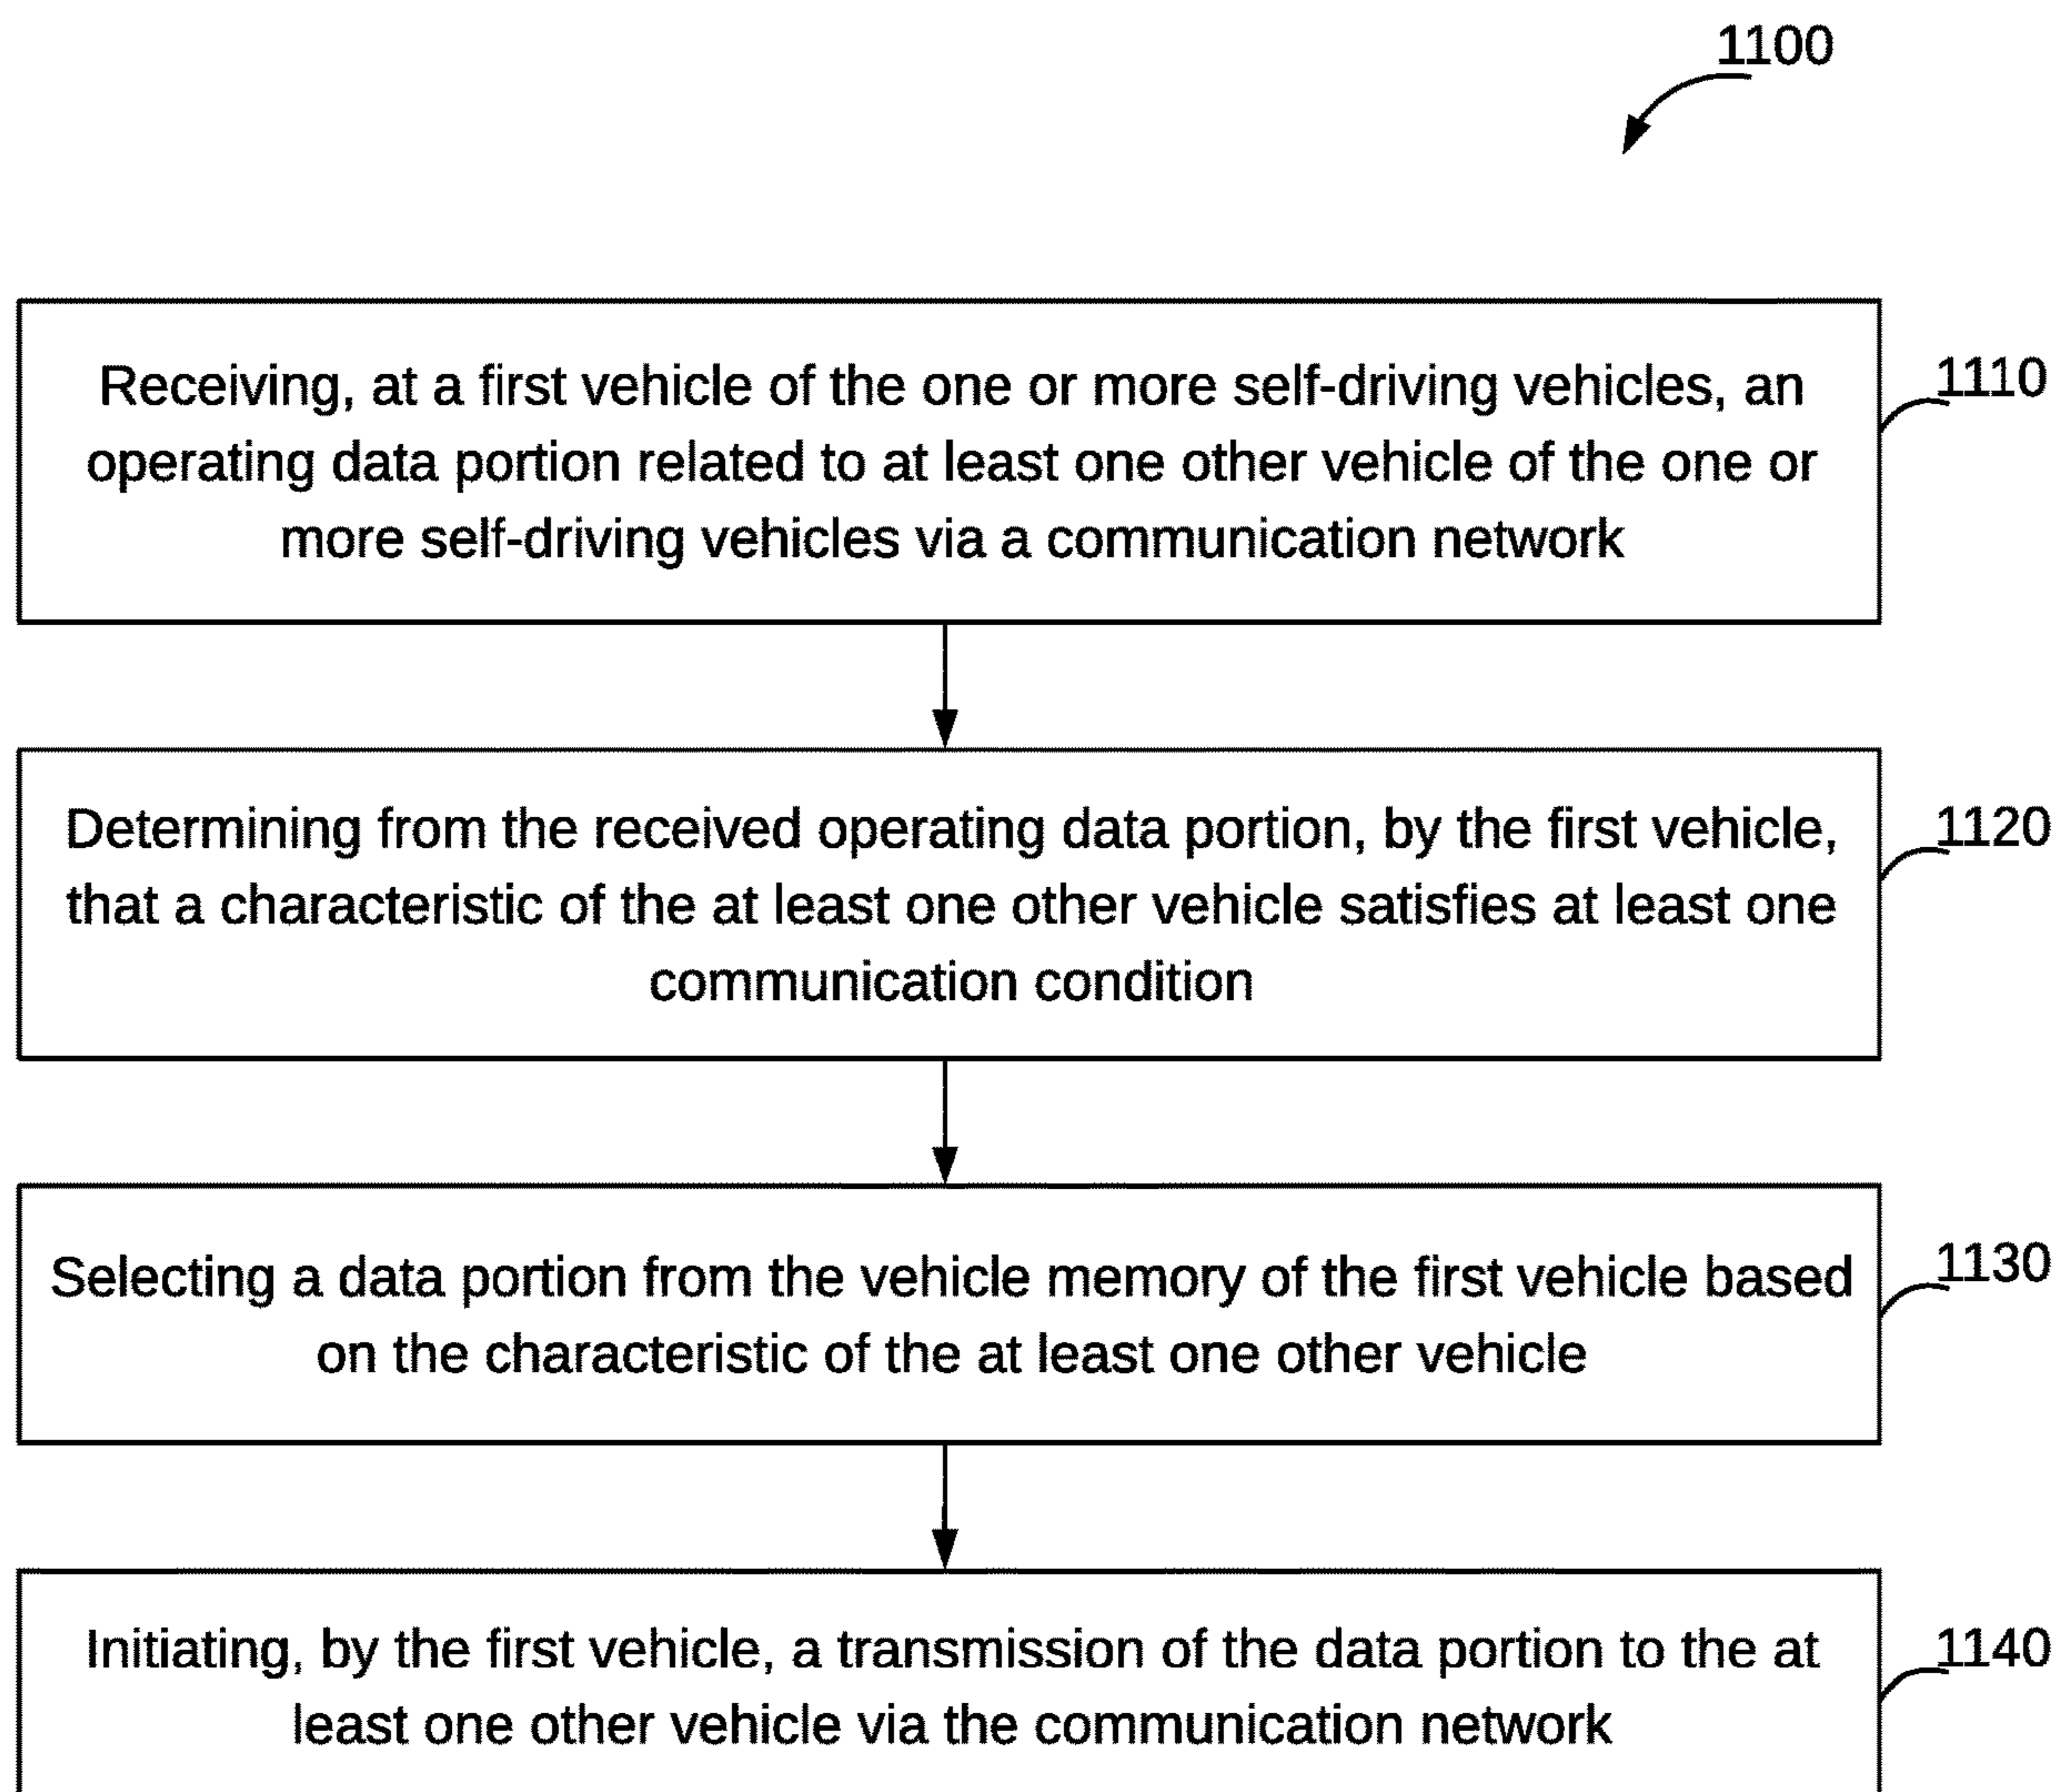 1100
Receiving, at a first vehicle of the one or more self-driving vehicles, an
operating data portion related to at least one other vehicle of the one or
more self-driving vehicles via a communication network
1110
Determining from the received operating data portion, by the first vehicle,
that a characteristic of the at least one other vehicle satisfies at least one
communication condition
1120
Selecting a data portion from the vehicle memory of the first vehicle based
on the characteristic of the at least one other vehicle
1130
Initiating, by the first vehicle, a transmission of the data portion to the at
least one other vehicle via the communication network
1140